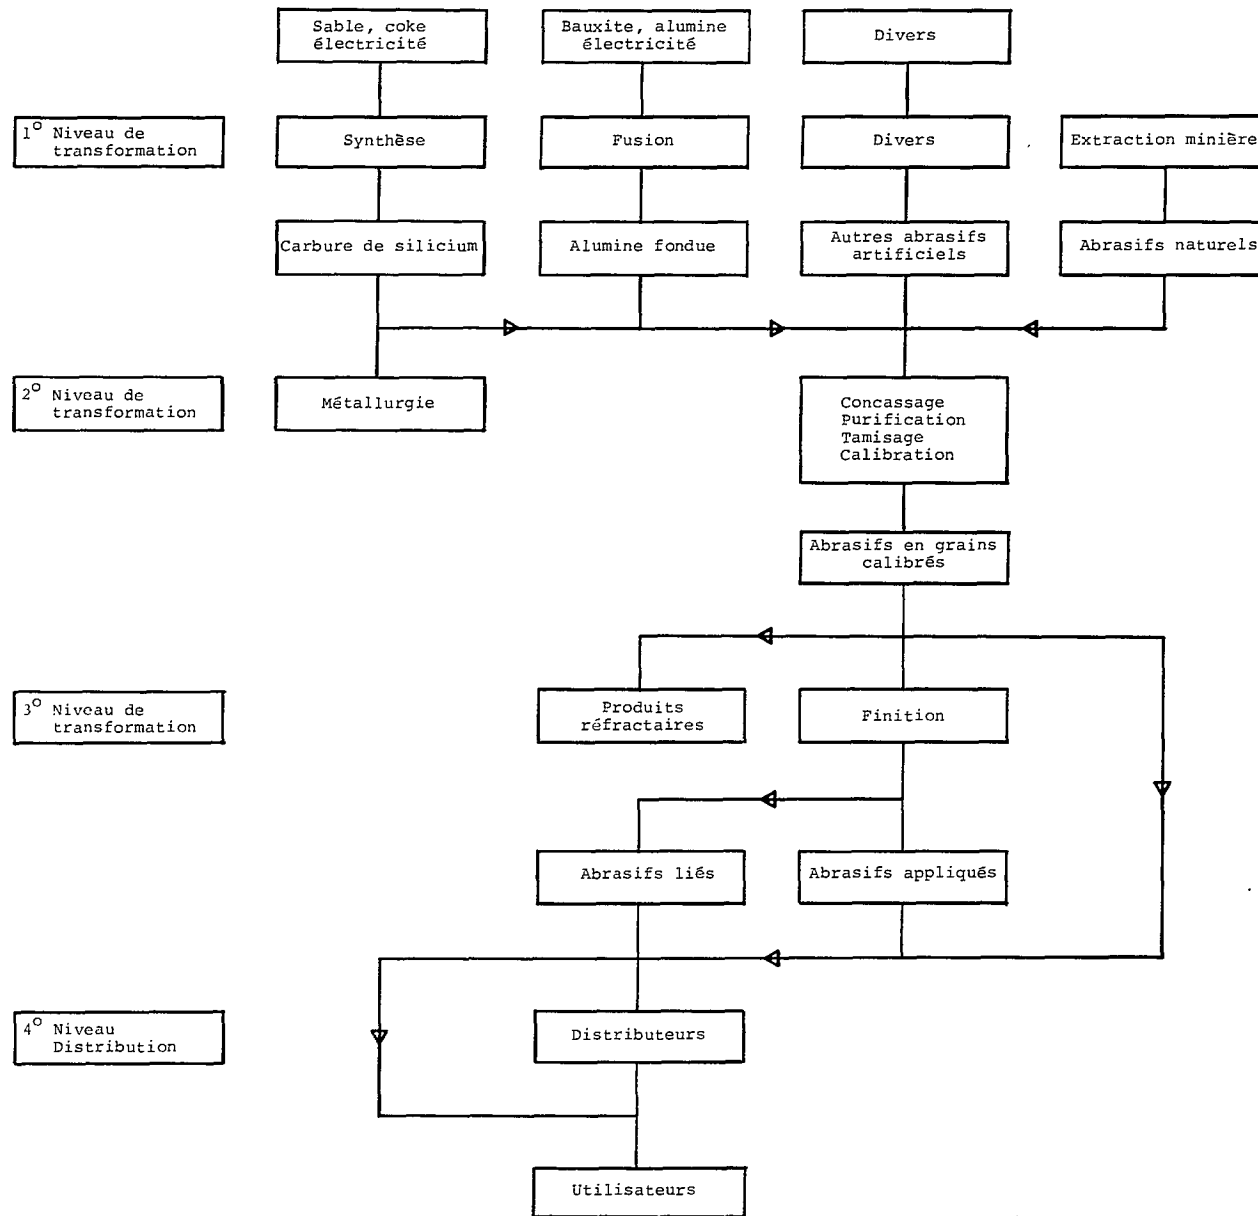 Sable, coke
électricité
Bauxite, alumine
électricité
Divers
1° Niveau de
transformation
Synthèse
Fusion
Divers
Extraction minière
Carbure de silicium
Alumine fondue
Autres abrasifs
artificiels
Abrasifs naturels
2° Niveau de
transformation
Métallurgie
Concassage
Purification
Tamisage
Calibration
Abrasifs en grains
calibrés
3° Niveau de
transformation
Produits
réfractaires
Finition
Abrasifs liés
Abrasifs appliqués
4° Niveau
Distribution
Distributeurs
Utilisateurs